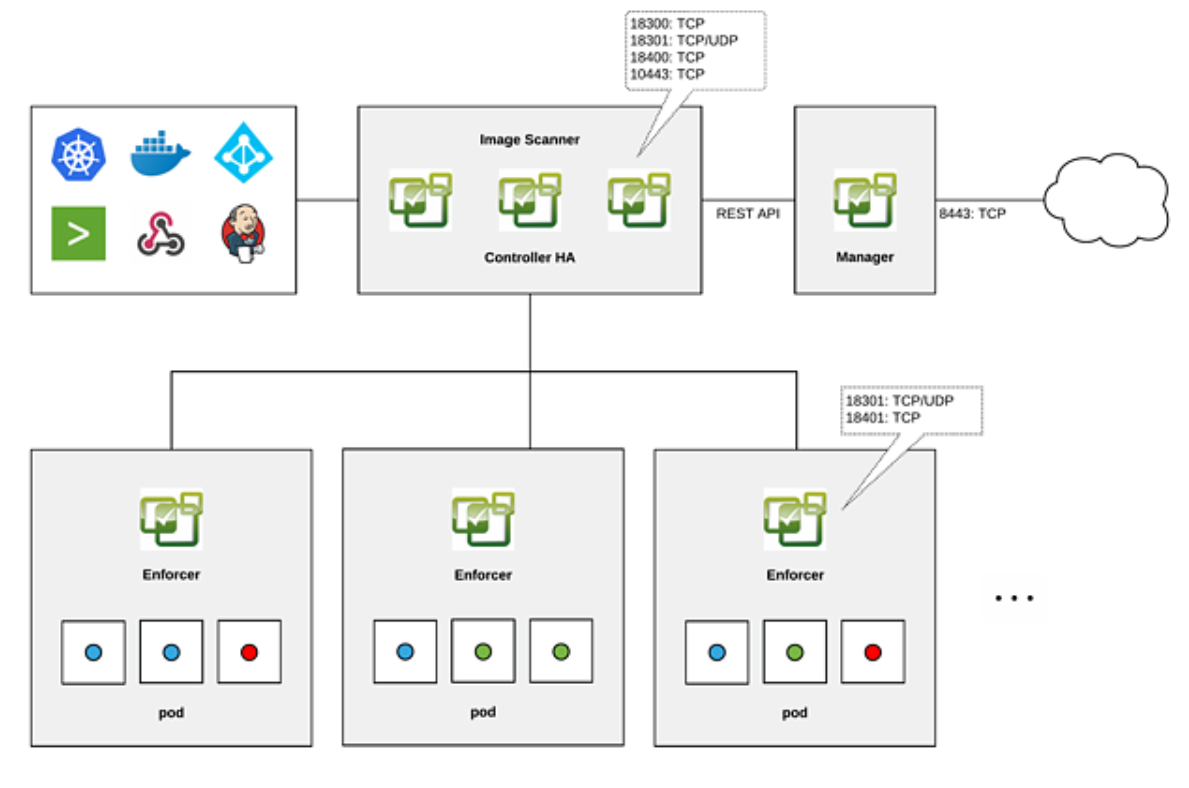 18300: TCP
18301: TCP/UDP
18400: TCP
10443: TCP
Image Scanner
Controller HA
REST API
Manager
8443: TCP
18301: TCP/UDP
18401: TCP
Enforcer
Enforcer
Enforcer
pod
pod
pod